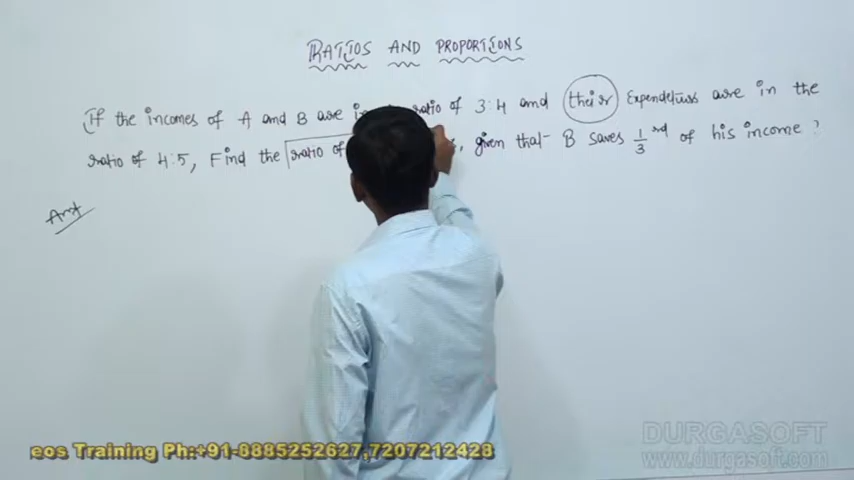 RATIOS AND PROPORTIONS
If the incomes of A and B are in ratio of 3:4 and their Expendetures are in the
ratio of 4:5, Find the ratio of given that B saves 1/3 rd of his income?
Ans
DURGASOFT
www.durgasoft.com
eos Training Ph:+91-8885252627,7207212428